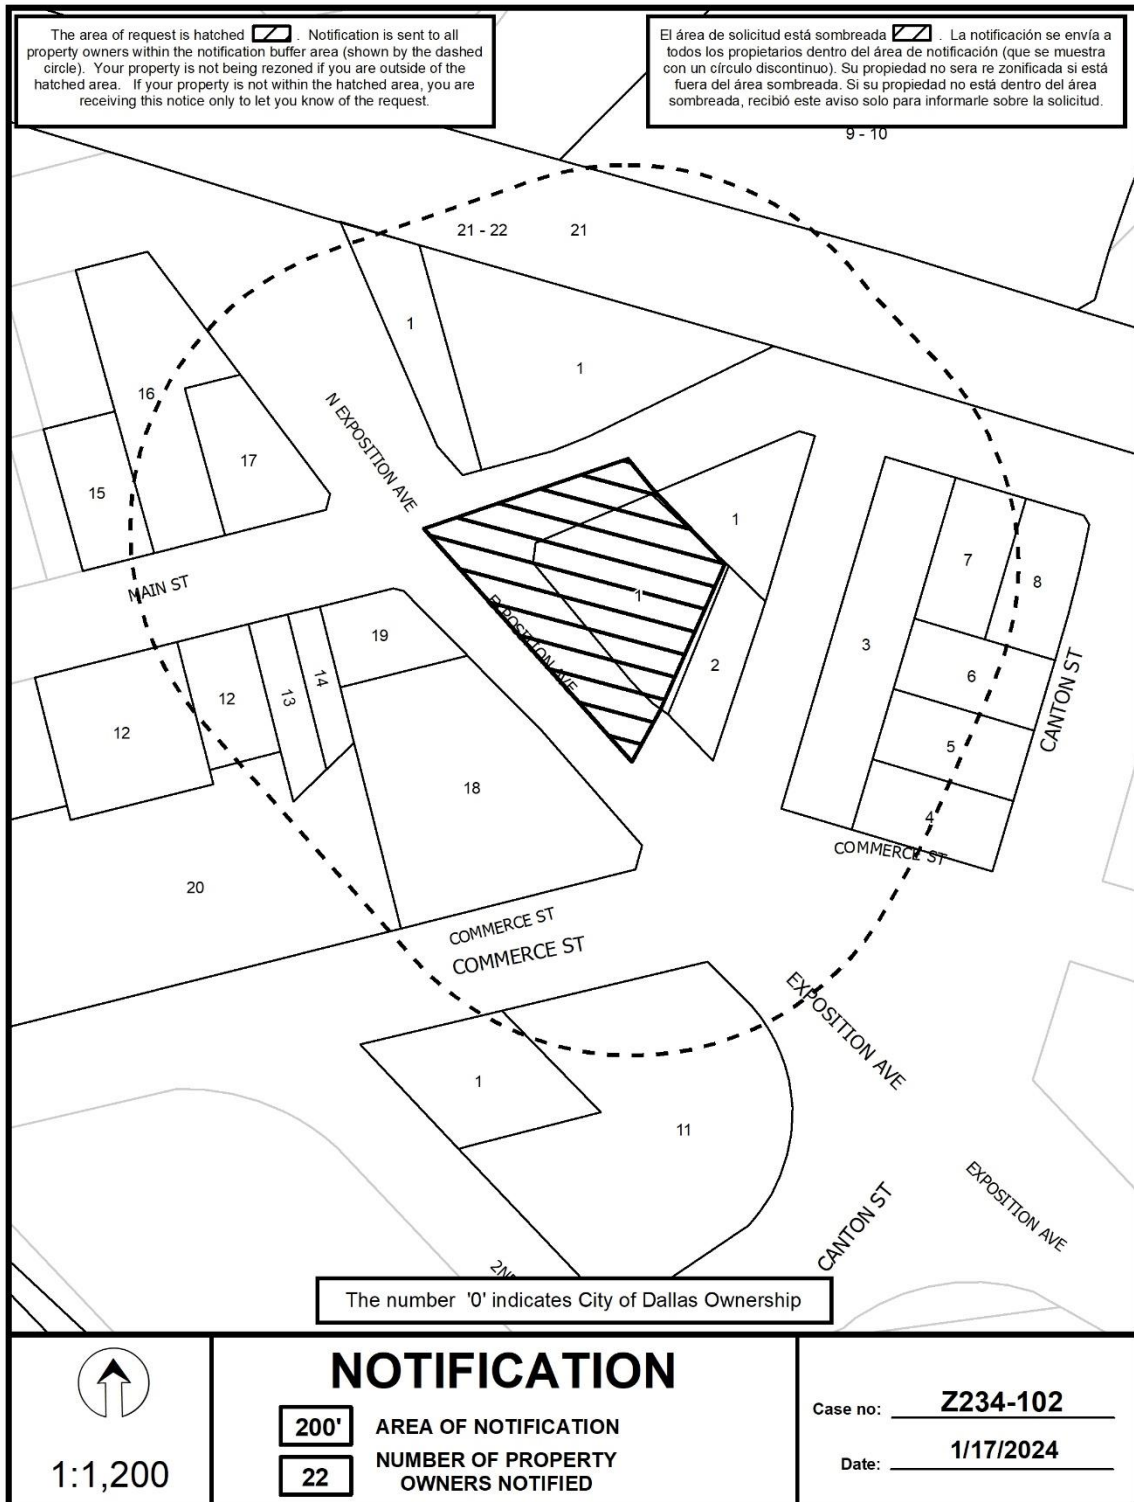 The area of request is hatched . Notification is sent to all
property owners within the notification buffer area (shown by the dashed
circle). Your property is not being rezoned if you are outside of the
hatched area. If your property is not within the hatched area, you are
receiving this notice only to let you know of the request.
El área de solicitud está sombreada . La notificación se envía a
todos los propietarios dentro del área de notificación (que se muestra
con un círculo discontinuo). Su propiedad no sera re zonificada si está
fuera del área sombreada. Si su propiedad no está dentro del área
sombreada, recibió este aviso solo para informarle sobre la solicitud.
9 - 10
21 - 22
21
1
1
16
N EXPOSITION AVE
17
15
1
7
8
MAIN ST
1
EXPOSITION AVE
19
3
2
14
6
13
12
CANTON ST
12
5
18
4
COMMERCE ST
20
COMMERCE ST
COMMERCE ST
EXPOSITION AVE
1
11
EXPOSITION AVE
CANTON ST
The number '0' indicates City of Dallas Ownership
1:1,200
NOTIFICATION
200' AREA OF NOTIFICATION
22 NUMBER OF PROPERTY
OWNERS NOTIFIED
Case no: Z234-102
Date: 1/17/2024